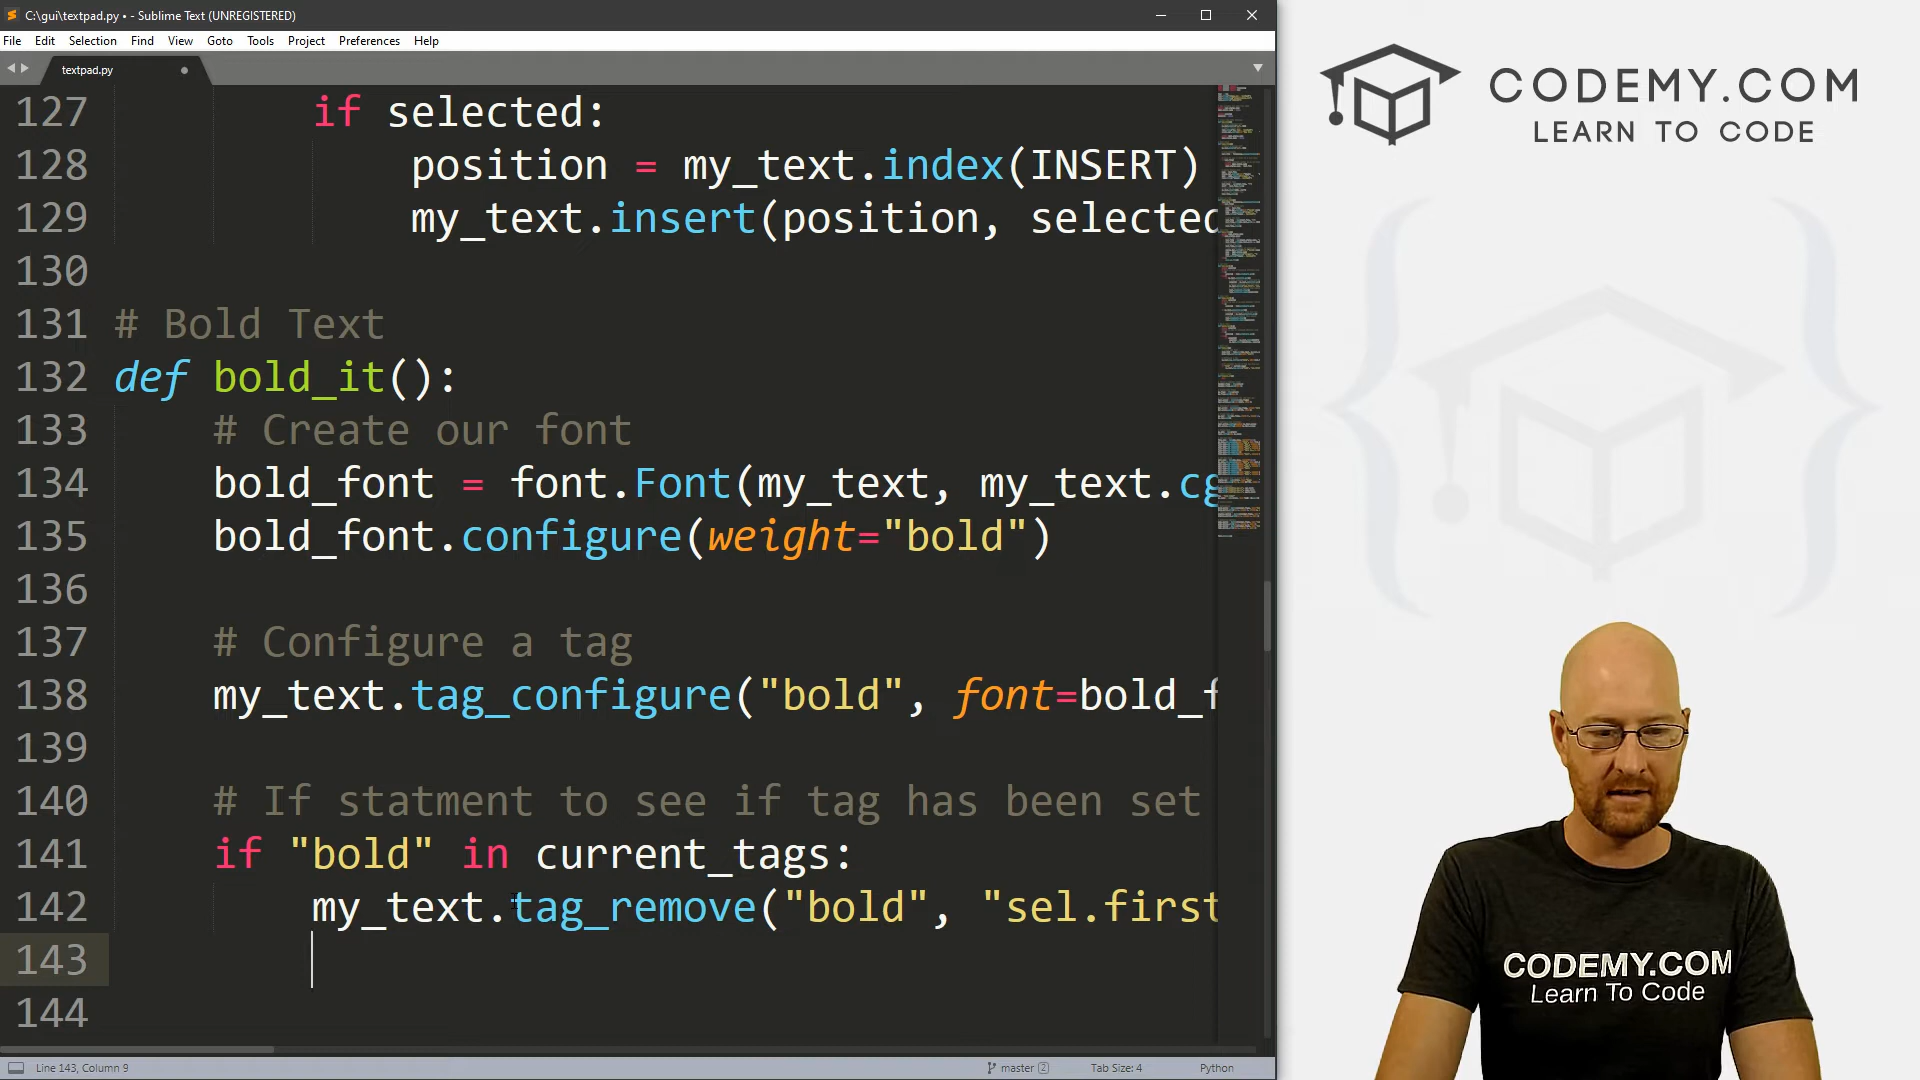 C:\gui\textpad.py • - Sublime Text (UNREGISTERED)
File Edit Selection Find View Goto Tools Project Preferences Help
textpad.py
127 if selected:
128 position = my_text.index(INSERT)
129 my_text.insert(position, selected
130
131 # Bold Text
132 def bold_it():
133 # Create our font
134 bold_font = font.Font(my_text, my_text.cg
135 bold_font.configure(weight="bold")
136
137 # Configure a tag
138 my_text.tag_configure("bold", font=bold_f
139
140 # If statment to see if tag has been set
141 if "bold" in current_tags:
142 my_text.tag_remove("bold", "sel.first
143
144
Line 143, Column 9
master 2
Tab Size: 4
Python
CODEMY.COM
LEARN TO CODE
CODEMY.COM
Learn To Code